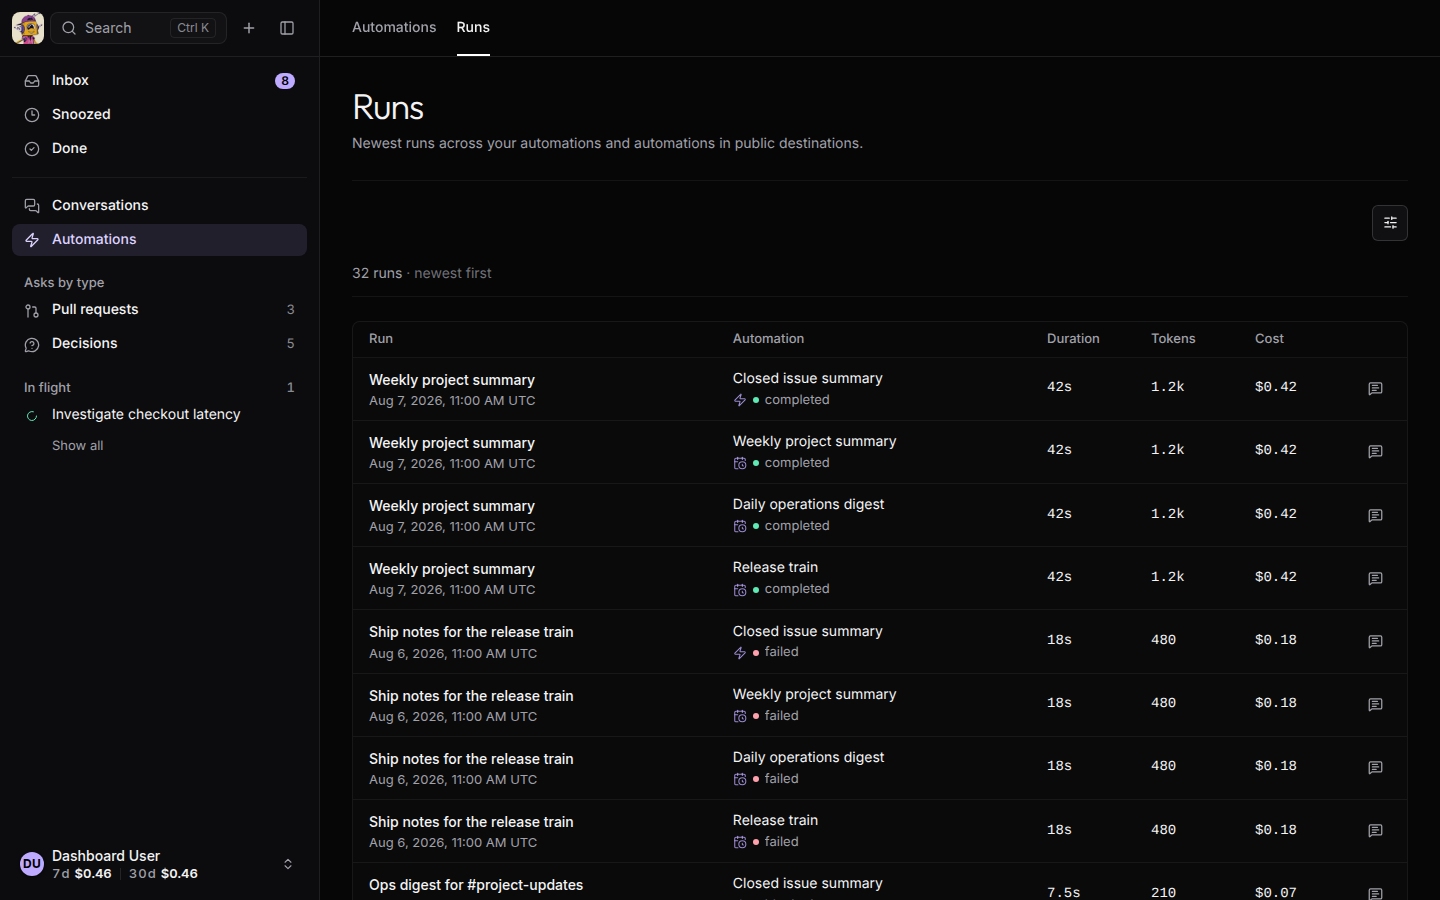 Search Ctrl K
Automations Runs
Inbox 8
Snoozed
Done
Conversations
Automations
Asks by type
Pull requests 3
Decisions 5
In flight 1
Investigate checkout latency
Show all
Dashboard User
DU
7d $0.46 30d $0.46
Runs
Newest runs across your automations and automations in public destinations.
32 runs · newest first
Run Automation Duration Tokens Cost
Weekly project summary Closed issue summary 42s 1.2k $0.42
Aug 7, 2026, 11:00 AM UTC completed
Weekly project summary Weekly project summary 42s 1.2k $0.42
Aug 7, 2026, 11:00 AM UTC completed
Weekly project summary Daily operations digest 42s 1.2k $0.42
Aug 7, 2026, 11:00 AM UTC completed
Weekly project summary Release train 42s 1.2k $0.42
Aug 7, 2026, 11:00 AM UTC completed
Ship notes for the release train Closed issue summary 18s 480 $0.18
Aug 6, 2026, 11:00 AM UTC failed
Ship notes for the release train Weekly project summary 18s 480 $0.18
Aug 6, 2026, 11:00 AM UTC failed
Ship notes for the release train Daily operations digest 18s 480 $0.18
Aug 6, 2026, 11:00 AM UTC failed
Ship notes for the release train Release train 18s 480 $0.18
Aug 6, 2026, 11:00 AM UTC failed
Ops digest for #project-updates Closed issue summary 7.5s 210 $0.07